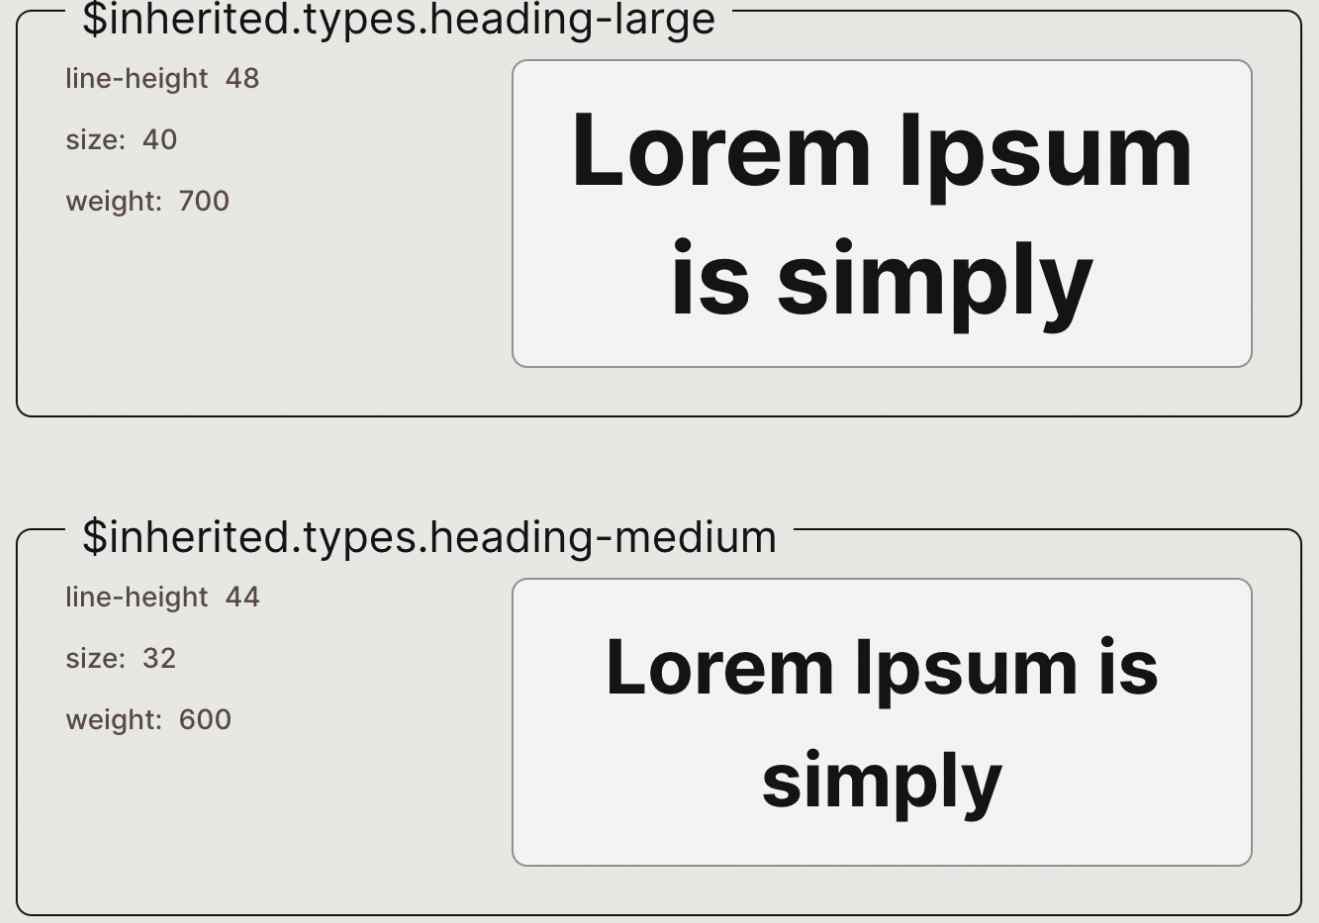 $inherited.types.heading-large
line-height 48
size: 40
weight: 700
Lorem Ipsum
is simply
$inherited.types.heading-medium
line-height 44
size: 32
weight: 600
Lorem Ipsum is
simply